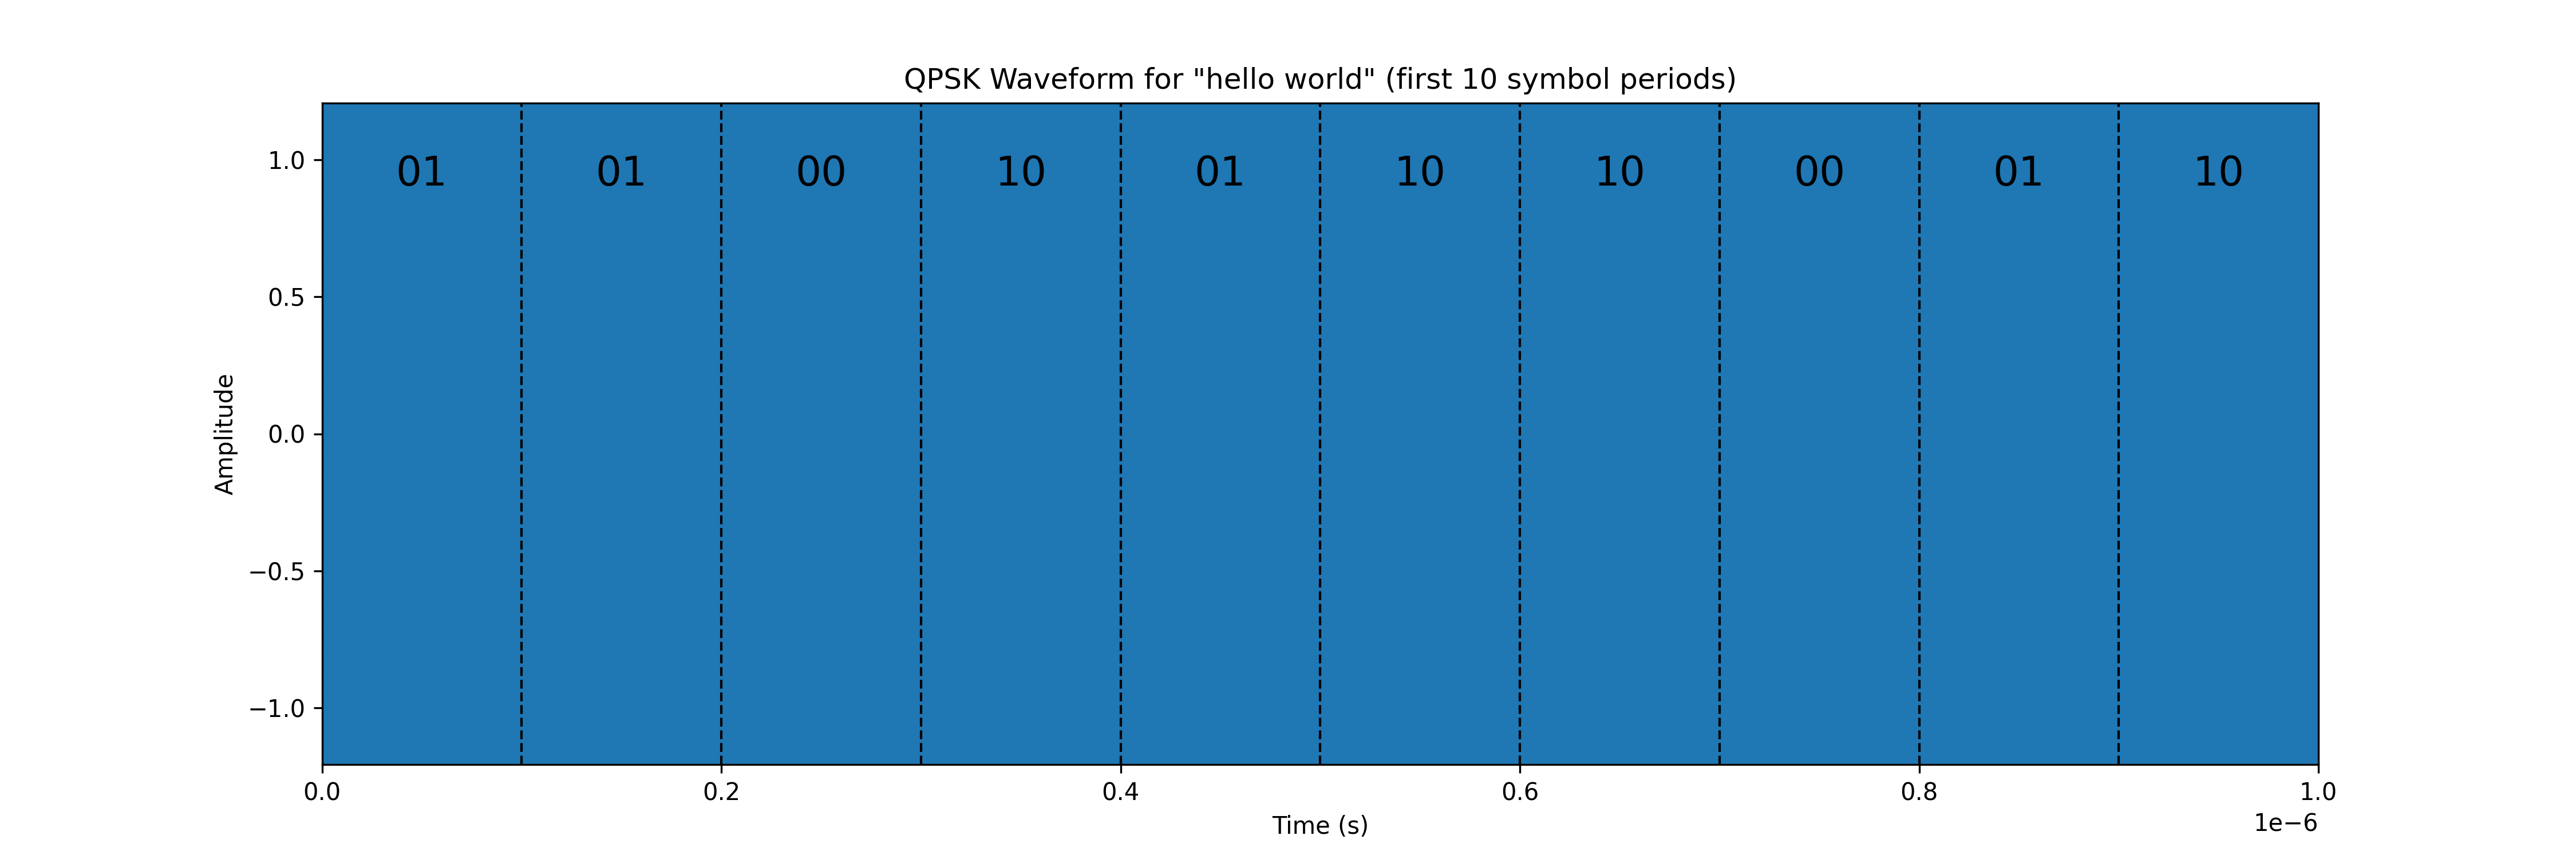 QPSK Waveform for "hello world" (first 10 symbol periods)
01 01 00 10 01 10 10 00 01 10
1.0
0.5
0.0
−0.5
−1.0
Amplitude
0.0 0.2 0.4 0.6 0.8 1.0
Time (s)
1e−6